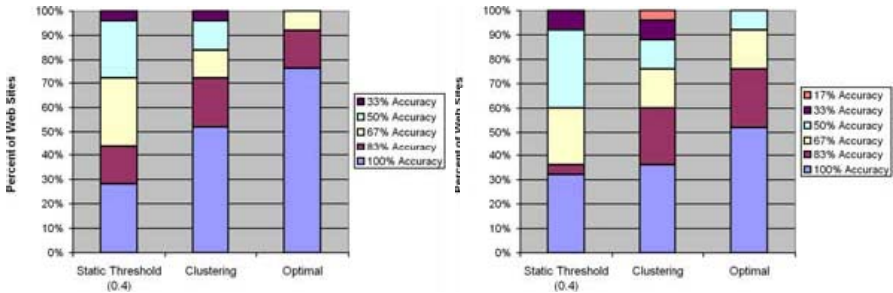 Percent of Web Sites
100%
90%
80%
70%
60%
50%
40%
30%
20%
10%
0%
Static Threshold
(0.4)
Clustering
Optimal
33% Accuracy
50% Accuracy
67% Accuracy
83% Accuracy
100% Accuracy
Percent of Web Sites
100%
90%
80%
70%
60%
50%
40%
30%
20%
10%
0%
Static Threshold
(0.4)
Clustering
Optimal
17% Accuracy
33% Accuracy
50% Accuracy
67% Accuracy
83% Accuracy
100% Accuracy